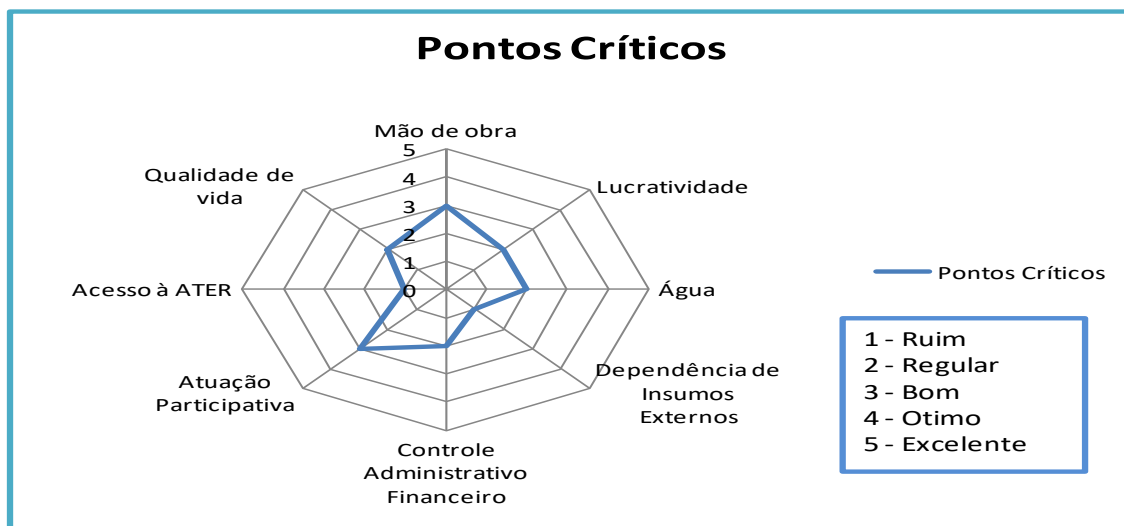 Pontos Críticos
Mão de obra
5
4
3
2
1
0
Lucratividade
Água
Dependência de
Insumos
Externos
Controle
Administrativo
Financeiro
Atuação
Participativa
Acesso à ATER
Qualidade de
vida
Pontos Críticos
1 - Ruim
2 - Regular
3 - Bom
4 - Otimo
5 - Excelente